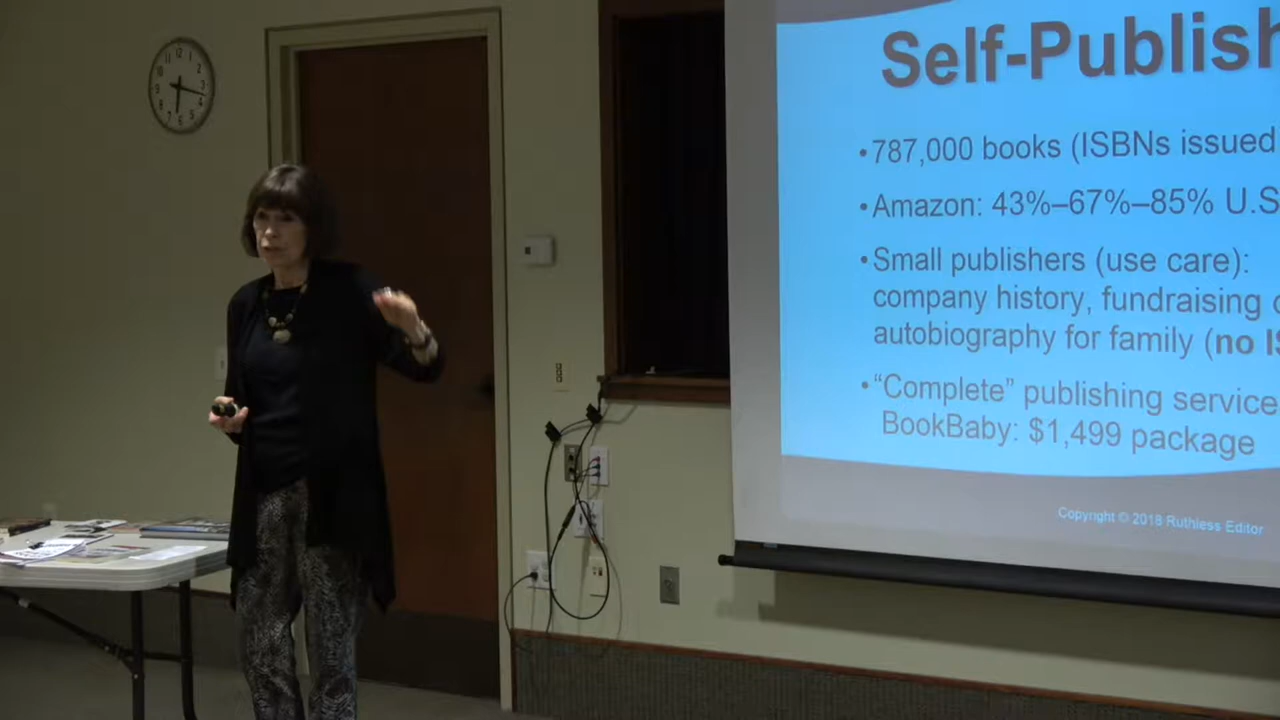 Self-Publish
•787,000 books (ISBNs issued
•Amazon: 43%–67%–85% U.S
•Small publishers (use care):
company history, fundraising
autobiography for family (no IS
•“Complete” publishing service
BookBaby: $1,499 package
Copyright © 2018 Ruthless Editor